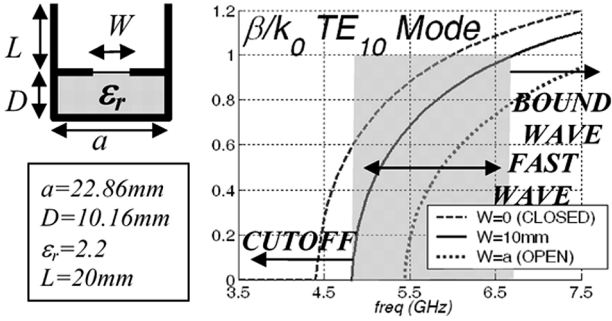 L
W
D
εr
a
a=22.86mm
D=10.16mm
εr=2.2
L=20mm
β/k0 TE10 Mode
1.2
1
0.8
0.6
0.4
0.2
0
BOUND
WAVE
FAST
WAVE
CUTOFF
W=0 (CLOSED)
W=10mm
W=a (OPEN)
3.5 4.5 5.5 6.5 7.5
freq (GHz)